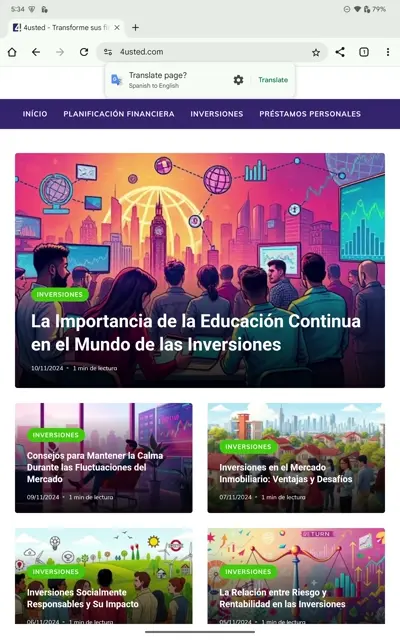 5:34
79%
4usted - Transforme sus fi
4usted.com
1
Translate page?
Spanish to English
Translate
INÍCIO
PLANIFICACIÓN FINANCIERA
INVERSIONES
PRÉSTAMOS PERSONALES
INVERSIONES
La Importancia de la Educación Continua
en el Mundo de las Inversiones
10/11/2024 • 1 min de lectura
INVERSIONES
Consejos para Mantener la Calma
Durante las Fluctuaciones del
Mercado
09/11/2024 • 1 min de lectura
INVERSIONES
Inversiones en el Mercado
Inmobiliario: Ventajas y Desafíos
07/11/2024 • 1 min de lectura
INVERSIONES
Inversiones Socialmente
Responsables y Su Impacto
06/11/2024 • 1 min de lectura
INVERSIONES
La Relación entre Riesgo y
Rentabilidad en las Inversiones
05/11/2024 • 1 min de lectura